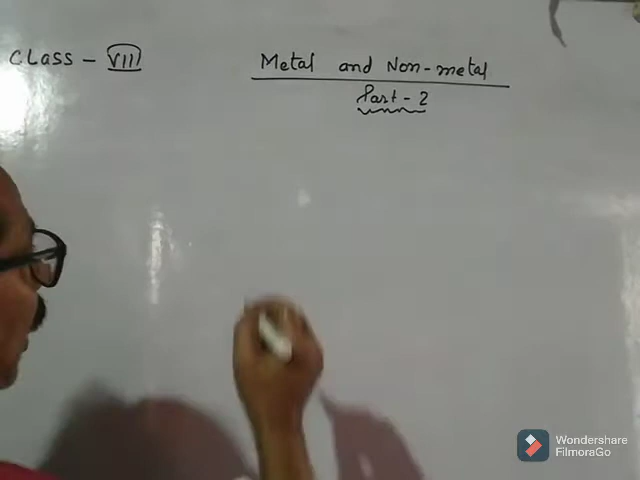 CLASS - VIII
Metal and Non-metal
Part - 2
Wondershare
FilmoraGo